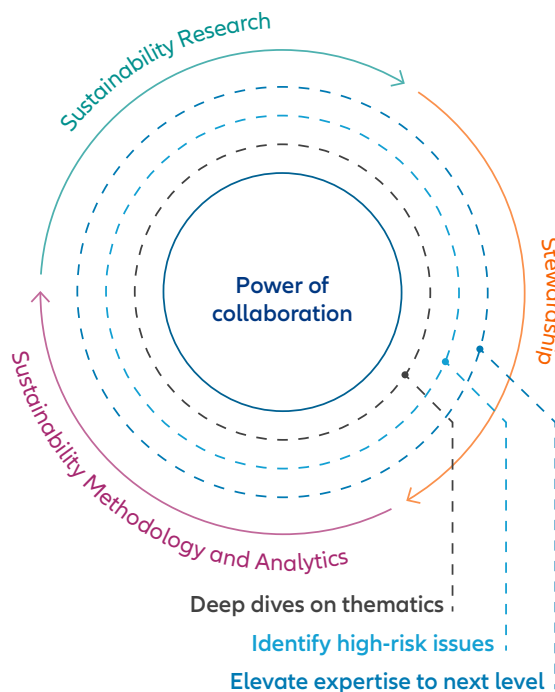 Sustainability Research
Stewardship
Power of
collaboration
Sustainability Methodology and Analytics
Deep dives on thematics
Identify high-risk issues
Elevate expertise to next level